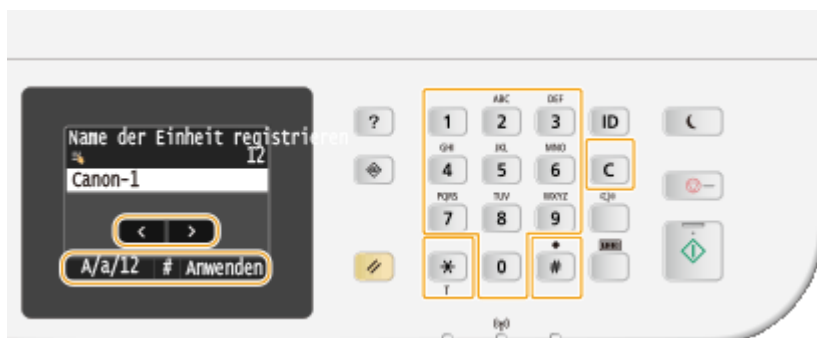 Name der Einheit registrieren
12
Canon-1
< >
A/a/12 # Anwenden
?
ABC DEF
1 2 3 ID
GHI JKL MNO
4 5 6 C
PQRS TUV WXYZ
7 8 9
* 0 #
T